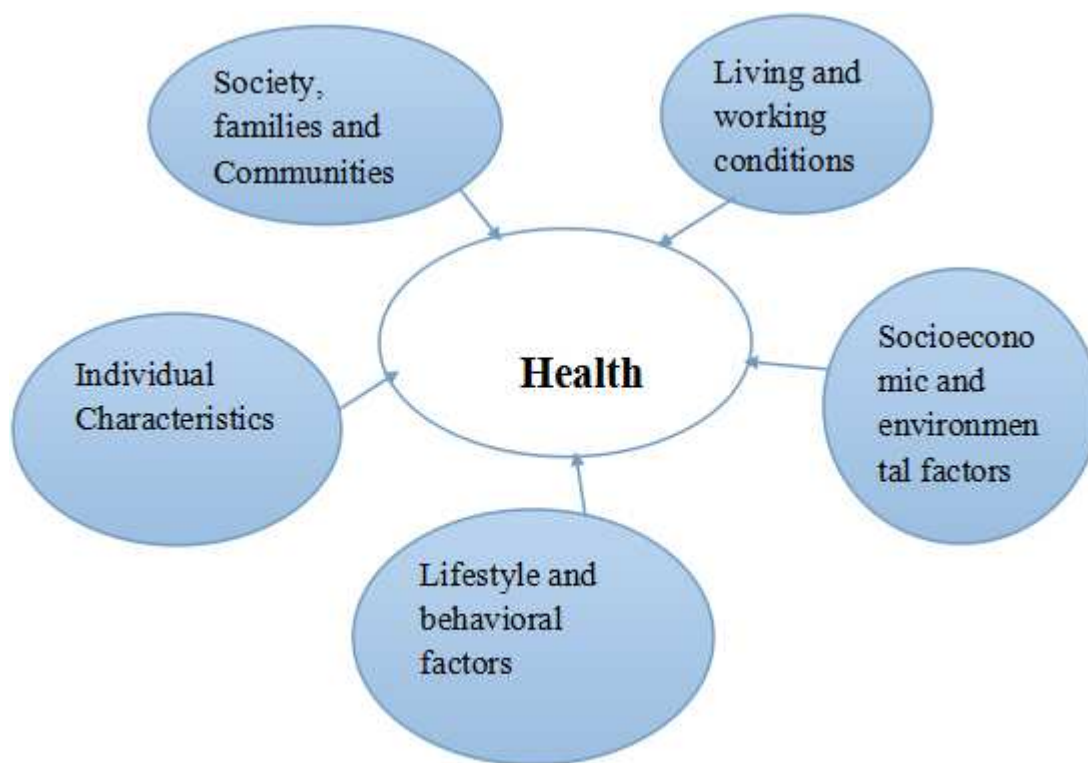 Society,
families and
Communities
Living and
working
conditions
Individual
Characteristics
Health
Socioecono
mic and
environmen
tal factors
Lifestyle and
behavioral
factors